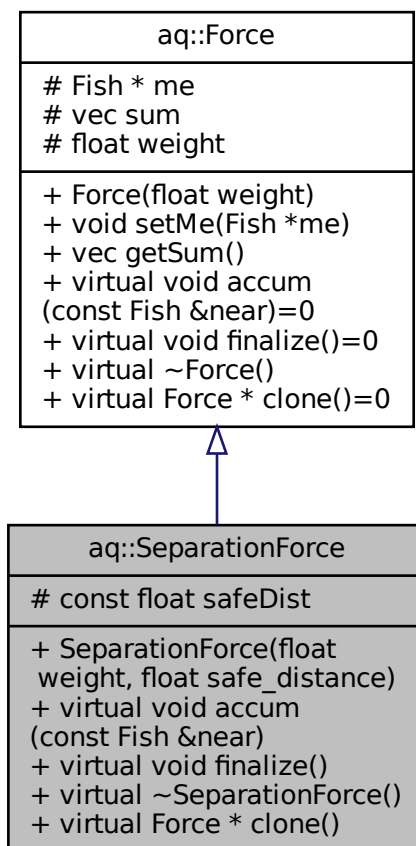 aq::Force
# Fish * me
# vec sum
# float weight
+ Force(float weight)
+ void setMe(Fish *me)
+ vec getSum()
+ virtual void accum
(const Fish &near)=0
+ virtual void finalize()=0
+ virtual ~Force()
+ virtual Force * clone()=0
aq::SeparationForce
# const float safeDist
+ SeparationForce(float
weight, float safe_distance)
+ virtual void accum
(const Fish &near)
+ virtual void finalize()
+ virtual ~SeparationForce()
+ virtual Force * clone()